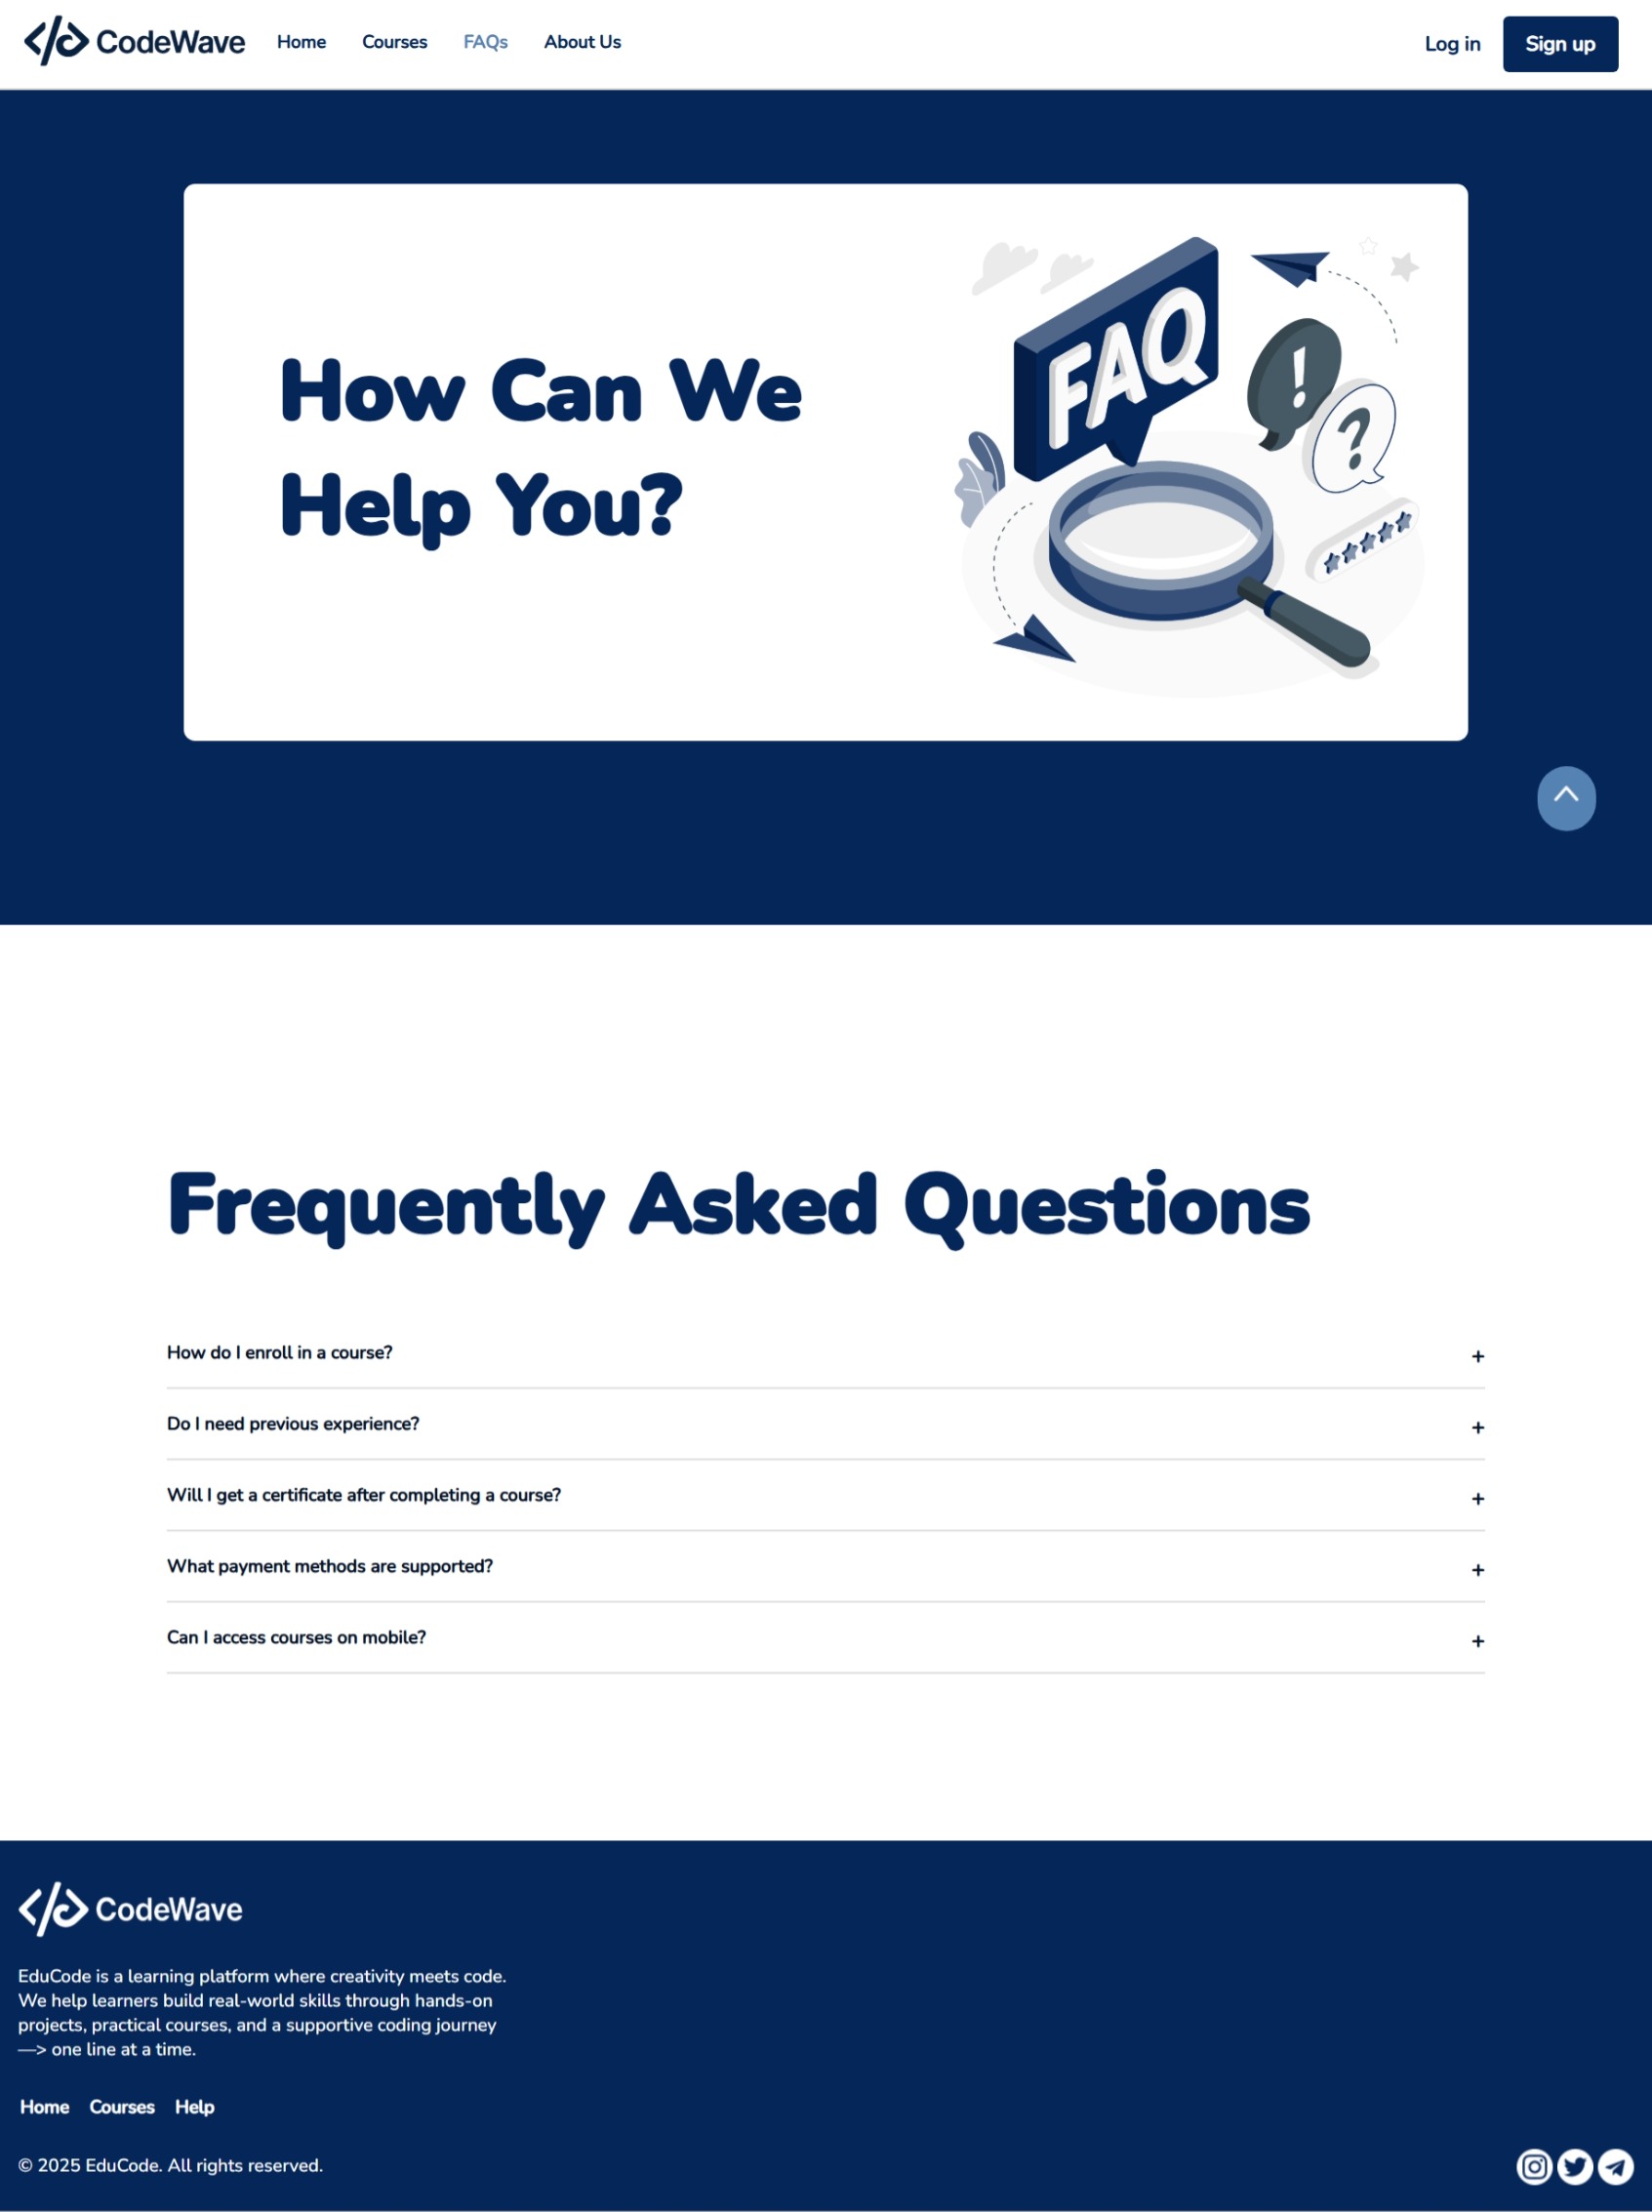 CodeWave
Home Courses FAQs About Us
Log in Sign up
How Can We
Help You?
FAQ
!
?
Frequently Asked Questions
How do I enroll in a course? +
Do I need previous experience? +
Will I get a certificate after completing a course? +
What payment methods are supported? +
Can I access courses on mobile? +
CodeWave
EduCode is a learning platform where creativity meets code.
We help learners build real-world skills through hands-on
projects, practical courses, and a supportive coding journey
—> one line at a time.
Home Courses Help
© 2025 EduCode. All rights reserved.